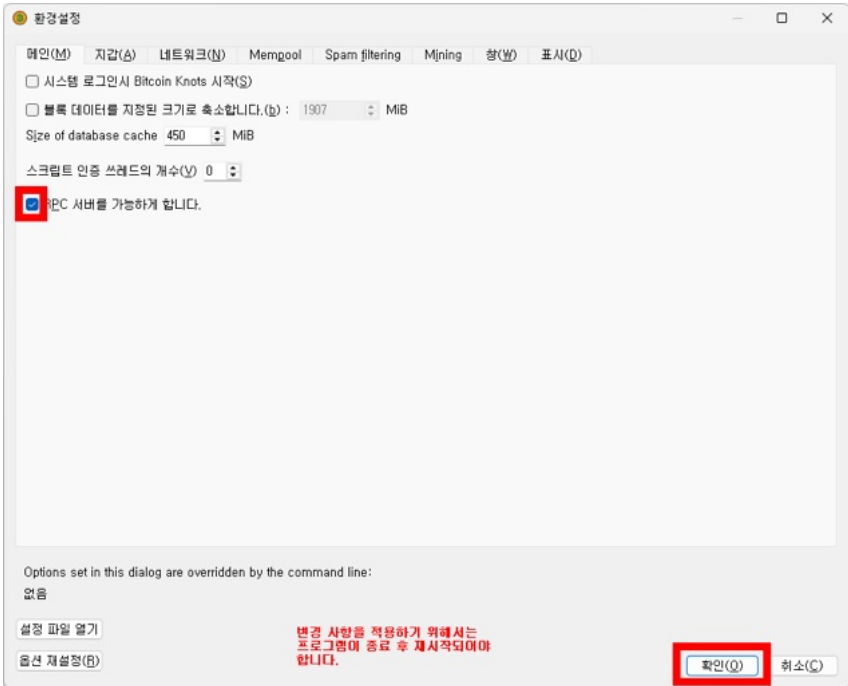 환경설정
메인(M) 지갑(A) 네트워크(N) Mempool Spam filtering Mining 창(W) 표시(D)
시스템 로그인시 Bitcoin Knots 시작(S)
블록 데이터를 지정된 크기로 축소합니다.(b) : 1907 MiB
Size of database cache 450 MiB
스크립트 인증 쓰레드의 개수(V) 0
RPC 서버를 가능하게 합니다.
Options set in this dialog are overridden by the command line:
없음
설정 파일 열기
변경 사항을 적용하기 위해서는
프로그램이 종료 후 재시작되어야
합니다.
옵션 재설정(R)
확인(O) 취소(C)